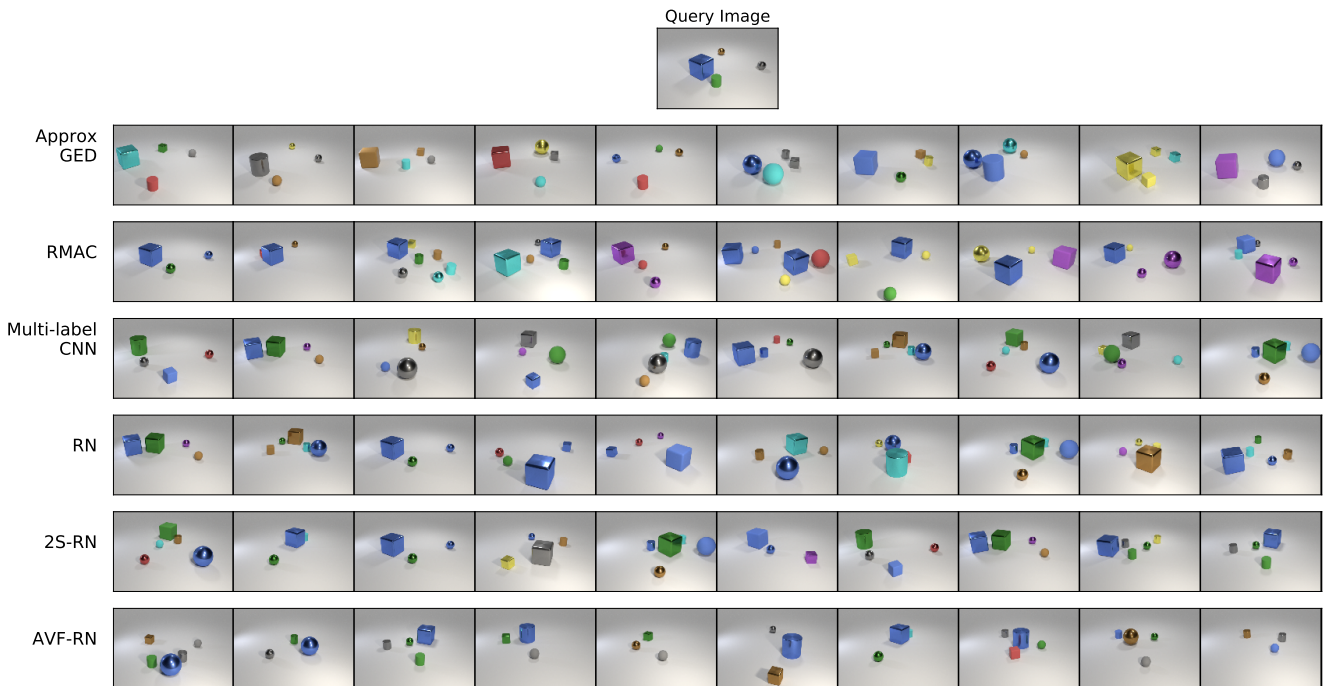 Query Image
Approx
GED
RMAC
Multi-label
CNN
RN
2S-RN
AVF-RN